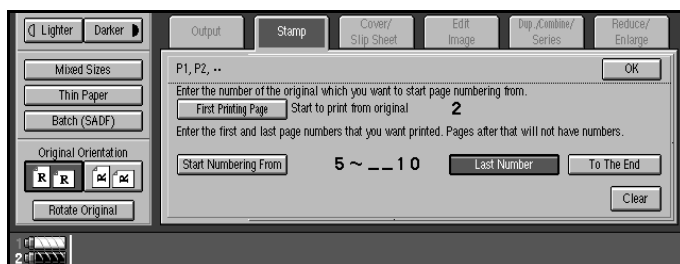 Lighter Darker
Output Stamp Cover/ Slip Sheet Edit Image Dup./Combine/ Series Reduce/ Enlarge
Mixed Sizes
Thin Paper
Batch (SADF)
Original Orientation
R R R R
Rotate Original
P1, P2, ··
OK
Enter the number of the original which you want to start page numbering from.
First Printing Page Start to print from original 2
Enter the first and last page numbers that you want printed. Pages after that will not have numbers.
Start Numbering From 5 ~ _ _ 1 0 Last Number To The End
Clear
1
2